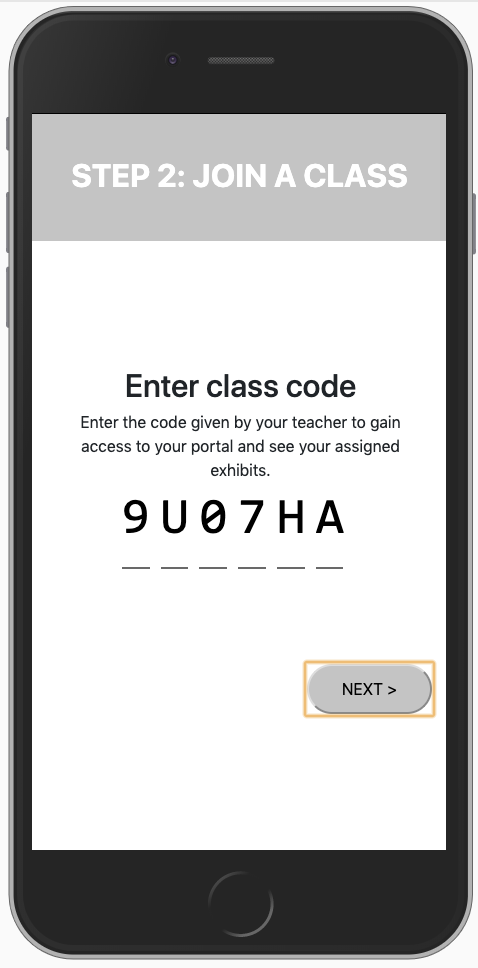 STEP 2: JOIN A CLASS
Enter class code
Enter the code given by your teacher to gain
access to your portal and see your assigned
exhibits.
9U07HA
NEXT >